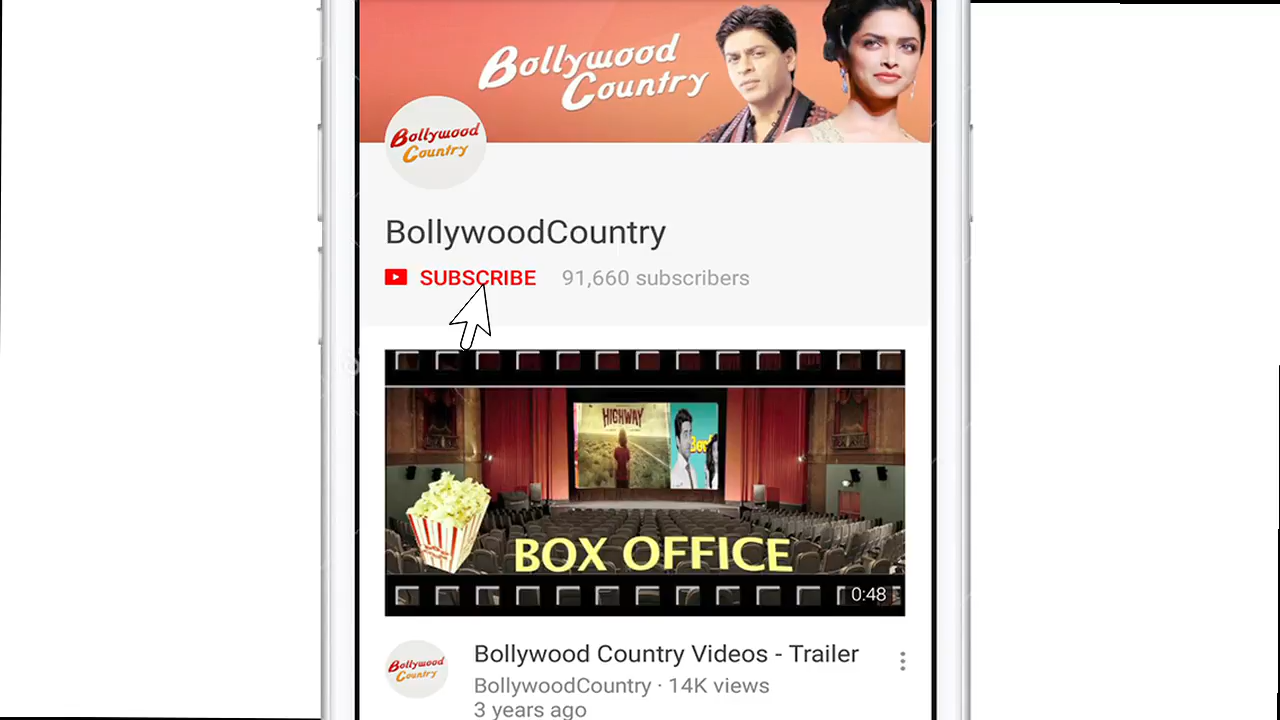 Bollywood
Country
Bollywood
Country
BollywoodCountry
SUBSCRIBE 91,660 subscribers
HIGHWAY
BOX OFFICE
0:48
Bollywood Country Videos - Trailer
Bollywood
Country
BollywoodCountry · 14K views
3 years ago